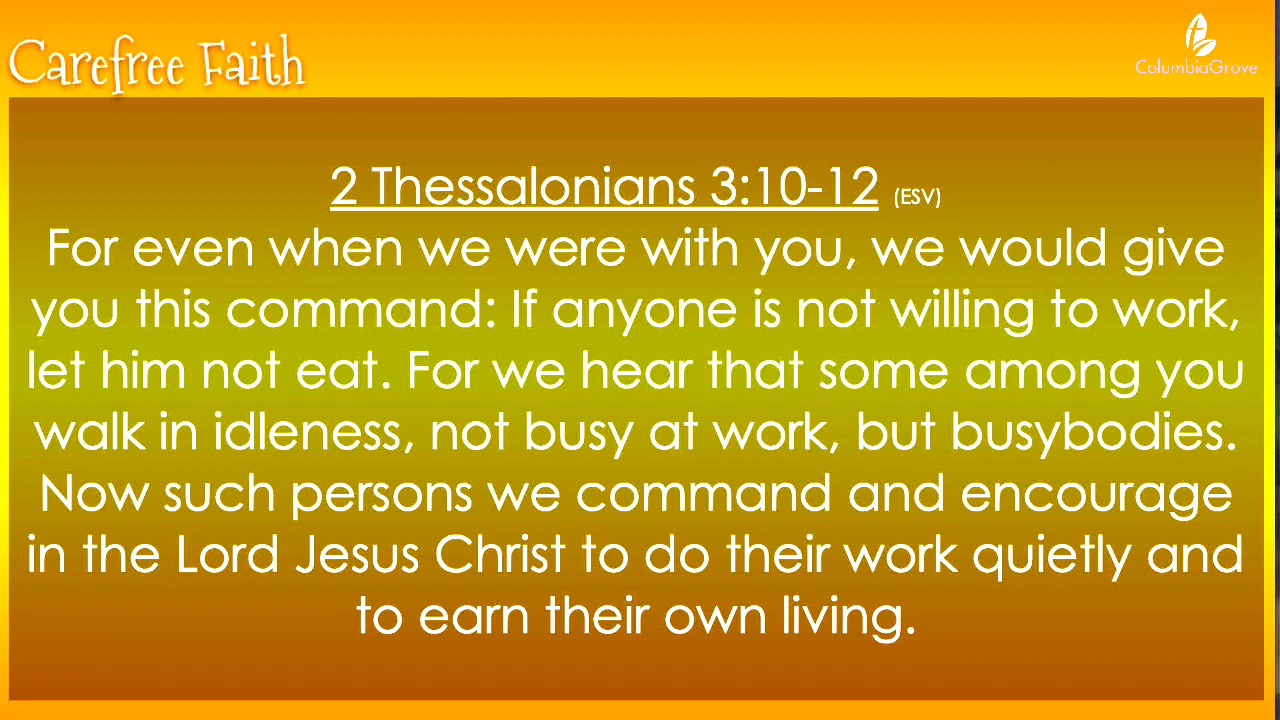 Carefree Faith
ColumbiaGrove
2 Thessalonians 3:10-12 (ESV)
For even when we were with you, we would give
you this command: If anyone is not willing to work,
let him not eat. For we hear that some among you
walk in idleness, not busy at work, but busybodies.
Now such persons we command and encourage
in the Lord Jesus Christ to do their work quietly and
to earn their own living.